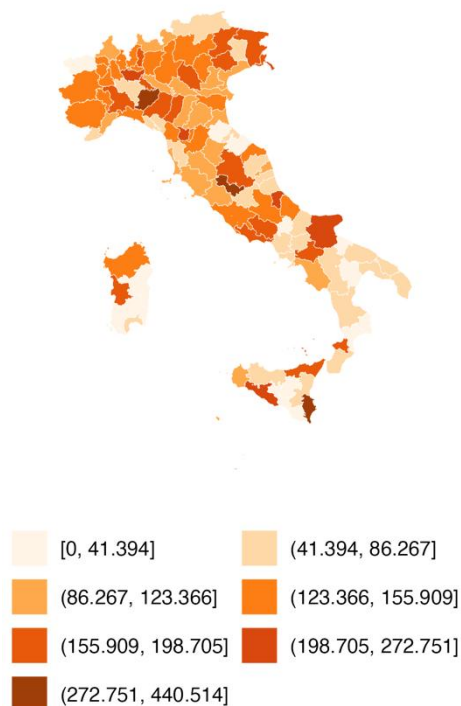 [0, 41.394] (41.394, 86.267]
(86.267, 123.366] (123.366, 155.909]
(155.909, 198.705] (198.705, 272.751]
(272.751, 440.514]